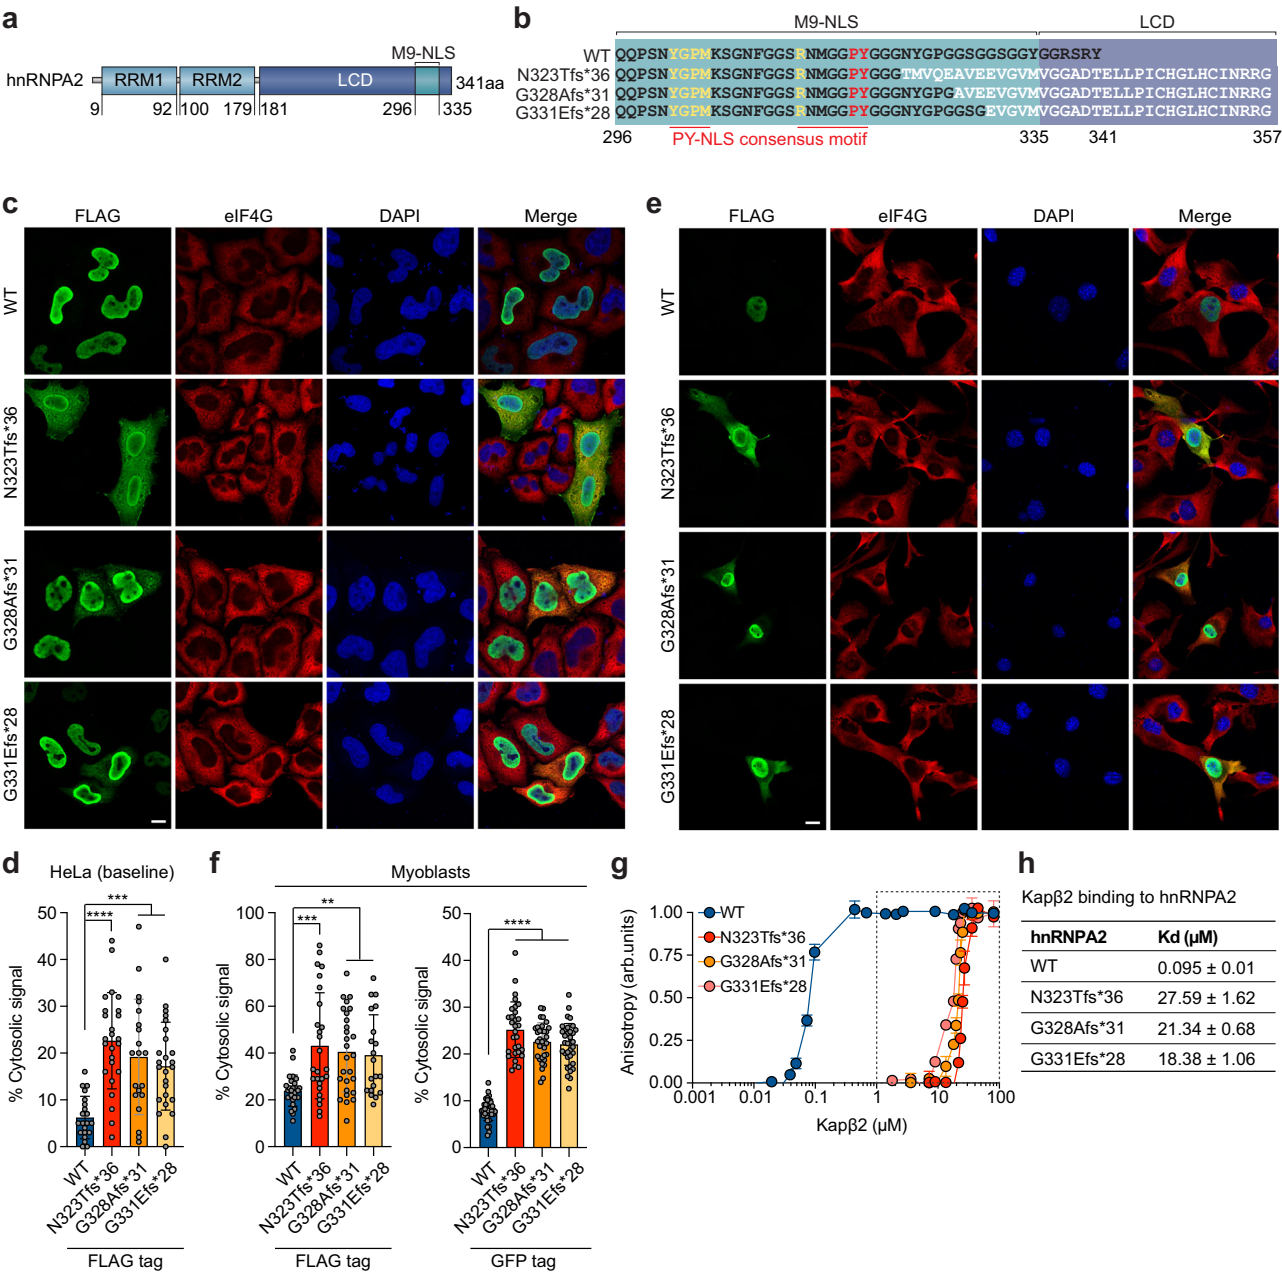 a
M9-NLS
hnRNPA2
RRM1
RRM2
LCD
341aa
9
92
100
179
181
296
335
b
M9-NLS
LCD
WT
QQPSNYGPMKSGNFGGSRNMGGPYGGGNYGPGGSGGSGGYGGRSRY
N323Tfs*36
QQPSNYGPMKSGNFGGSRNMGGPYGGGTMVQEAVEEVGVMVGGADTELLPICHGLHCINRRG
G328Afs*31
QQPSNYGPMKSGNFGGSRNMGGPYGGGNYGPGAVEEVGVMVGGADTELLPICHGLHCINRRG
G331Efs*28
QQPSNYGPMKSGNFGGSRNMGGPYGGGNYGPGGSGEVGVMVGGADTELLPICHGLHCINRRG
296
PY-NLS consensus motif
335
341
357
c
FLAG
eIF4G
DAPI
Merge
WT
N323Tfs*36
G328Afs*31
G331Efs*28
e
FLAG
eIF4G
DAPI
Merge
WT
N323Tfs*36
G328Afs*31
G331Efs*28
d
HeLa (baseline)
% Cytosolic signal
50
40
30
20
10
0
***
****
WT
N323Tfs*36
G328Afs*31
G331Efs*28
FLAG tag
f
Myoblasts
% Cytosolic signal
100
80
60
40
20
0
**
***
WT
N323Tfs*36
G328Afs*31
G331Efs*28
FLAG tag
% Cytosolic signal
50
40
30
20
10
0
****
WT
N323Tfs*36
G328Afs*31
G331Efs*28
GFP tag
g
Anisotropy (arb.units)
1.00
0.75
0.50
0.25
0.00
WT
N323Tfs*36
G328Afs*31
G331Efs*28
0.001
0.01
0.1
1
10
100
Kapβ2 (µM)
h
Kapβ2 binding to hnRNPA2
hnRNPA2 Kd (µM)
WT 0.095 ± 0.01
N323Tfs*36 27.59 ± 1.62
G328Afs*31 21.34 ± 0.68
G331Efs*28 18.38 ± 1.06